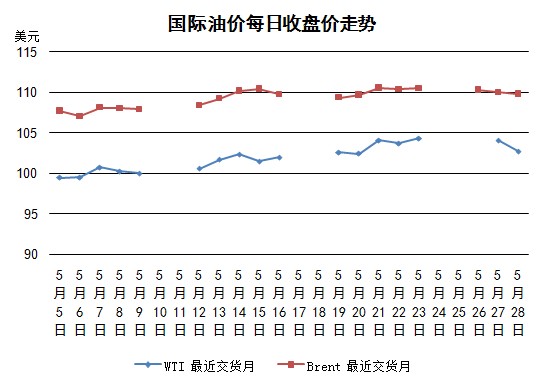 国际油价每日收盘价走势
美元
115
110
105
100
95
90
5月5日
5月6日
5月7日
5月8日
5月9日
5月10日
5月11日
5月12日
5月13日
5月14日
5月15日
5月16日
5月17日
5月18日
5月19日
5月20日
5月21日
5月22日
5月23日
5月24日
5月25日
5月26日
5月27日
5月28日
WTI 最近交货月
Brent 最近交货月